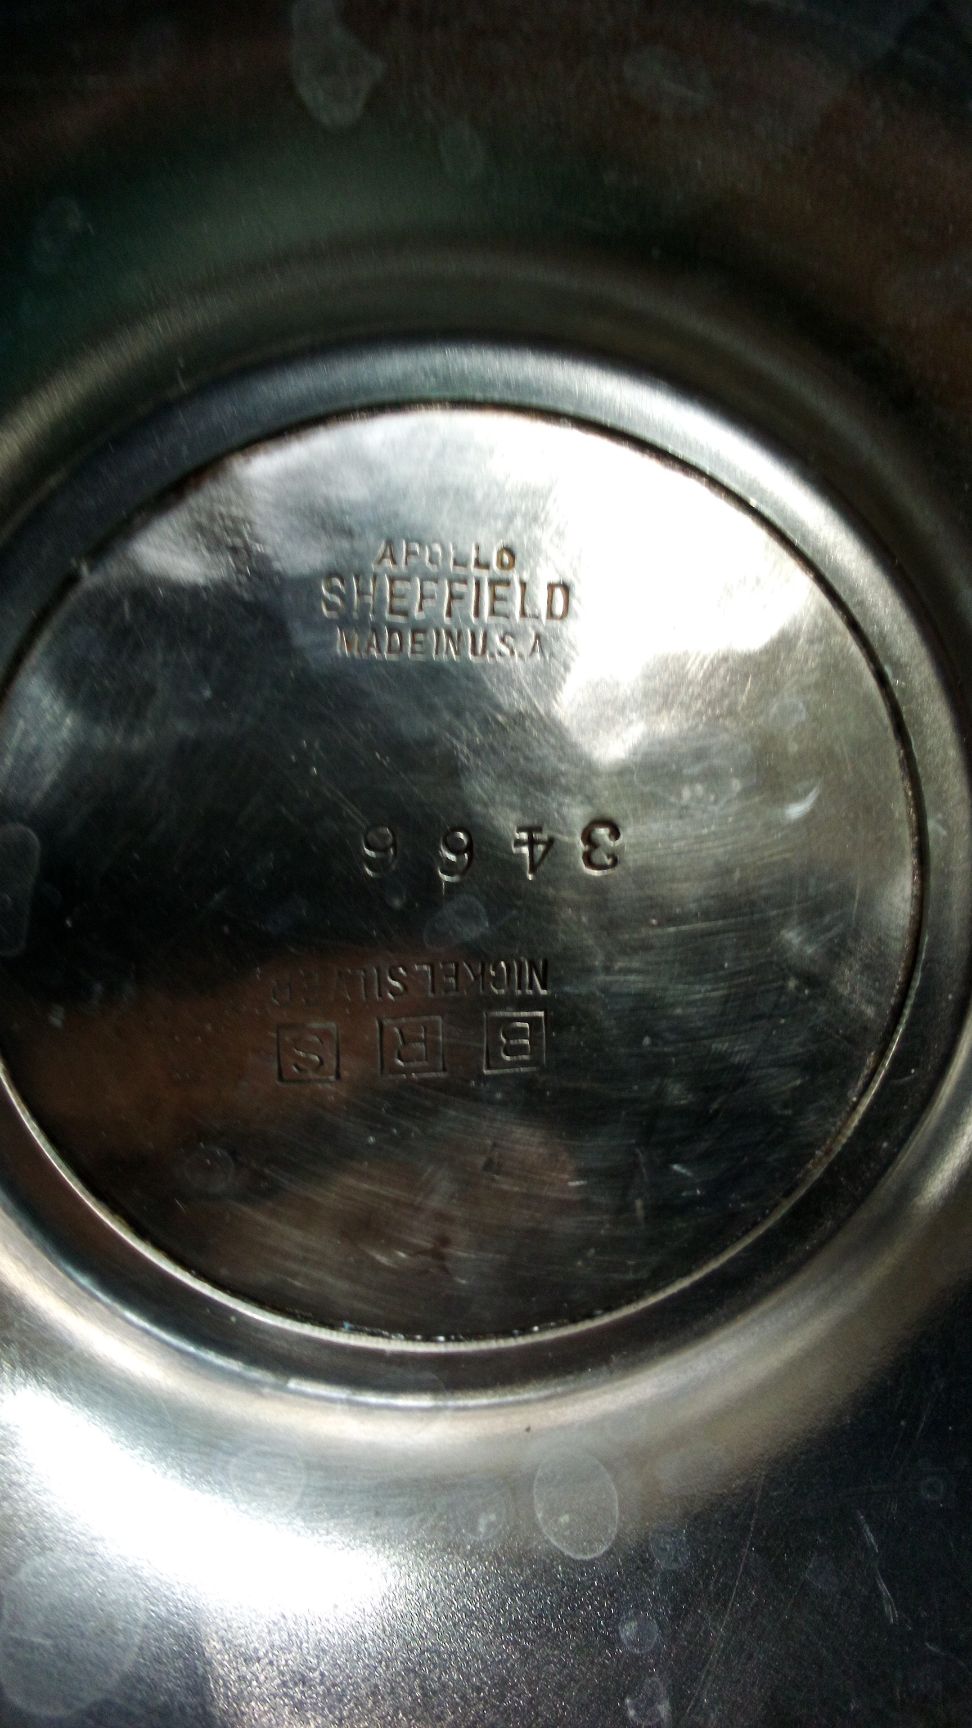 APOLLO
SHEFFIELD
MADE IN U.S.A.
B R S
NICKEL SILVER
3466